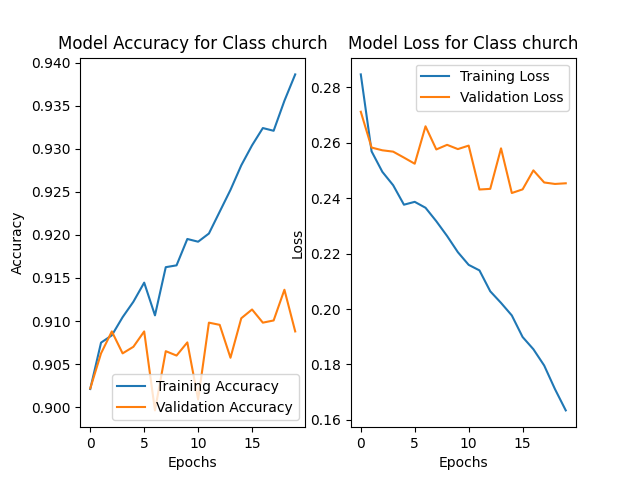 Model Accuracy for Class church
0.940
0.935
0.930
0.925
0.920
0.915
0.910
0.905
0.900
Accuracy
0
5
10
15
Epochs
Training Accuracy
Validation Accuracy
Model Loss for Class church
0.28
0.26
0.24
0.22
0.20
0.18
0.16
Loss
0
5
10
15
Epochs
Training Loss
Validation Loss